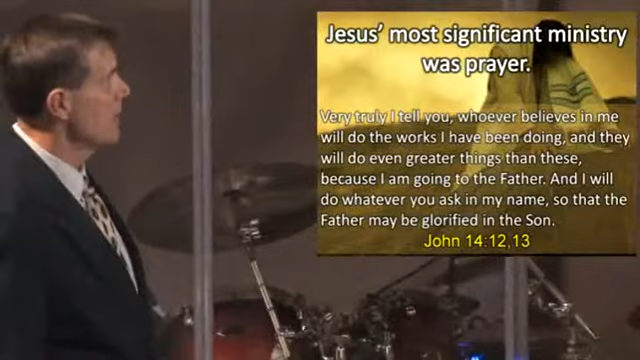 Jesus' most significant ministry
was prayer.
Very truly I tell you, whoever believes in me
will do the works I have been doing, and they
will do even greater things than these,
because I am going to the Father. And I will
do whatever you ask in my name, so that the
Father may be glorified in the Son.
John 14:12,13